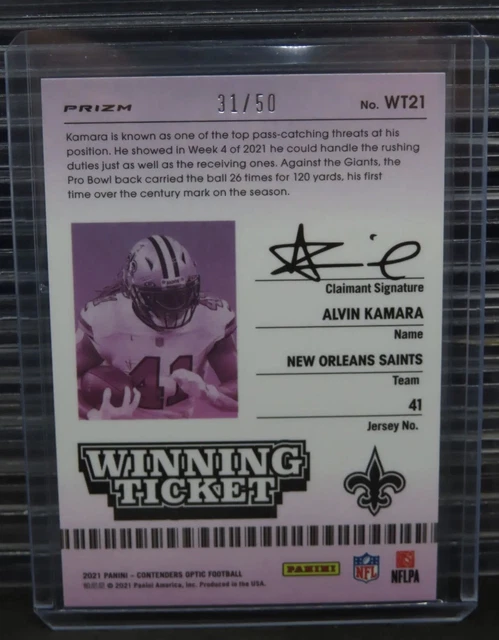 PRIZM 31/50 No. WT21
Kamara is known as one of the top pass-catching threats at his
position. He showed in Week 4 of 2021 he could handle the rushing
duties just as well as the receiving ones. Against the Giants, the
Pro Bowl back carried the ball 26 times for 120 yards, his first
time over the century mark on the season.
41
Claimant Signature
ALVIN KAMARA
Name
NEW ORLEANS SAINTS
Team
41
Jersey No.
WINNING
TICKET
2021 PANINI – CONTENDERS OPTIC FOOTBALL
© 2021 Panini America, Inc. Produced in the USA.
PANINI
NFL
NFLPA